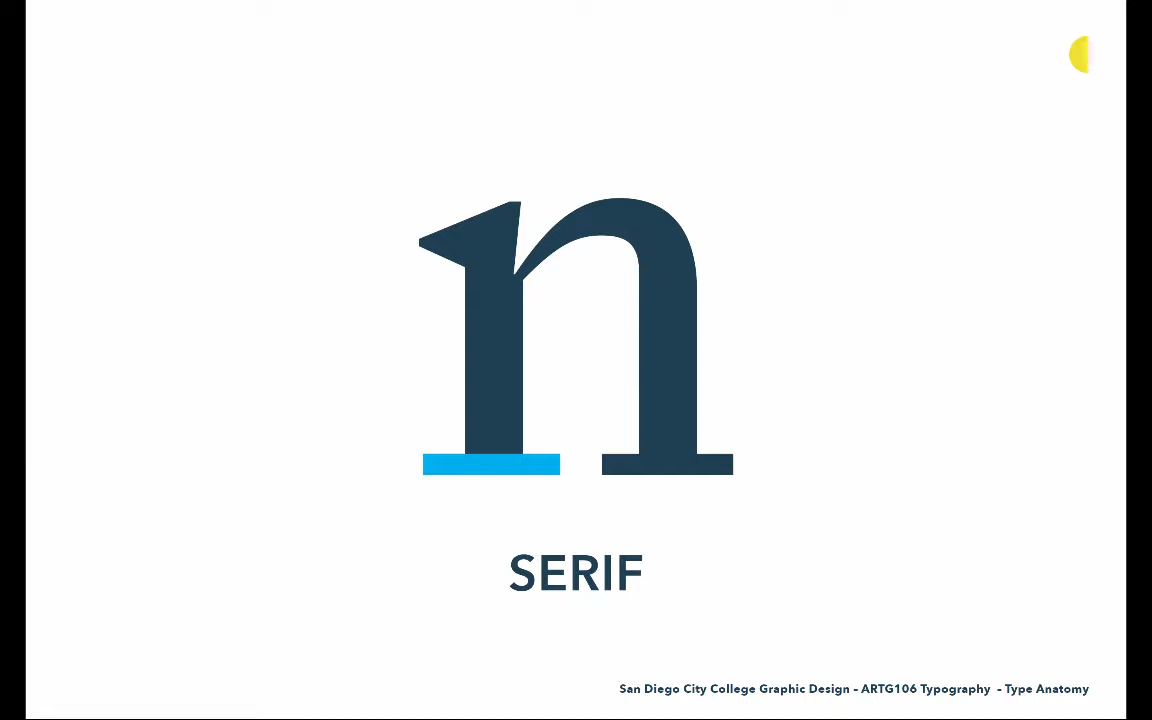 n
SERIF
San Diego City College Graphic Design – ARTG106 Typography – Type Anatomy